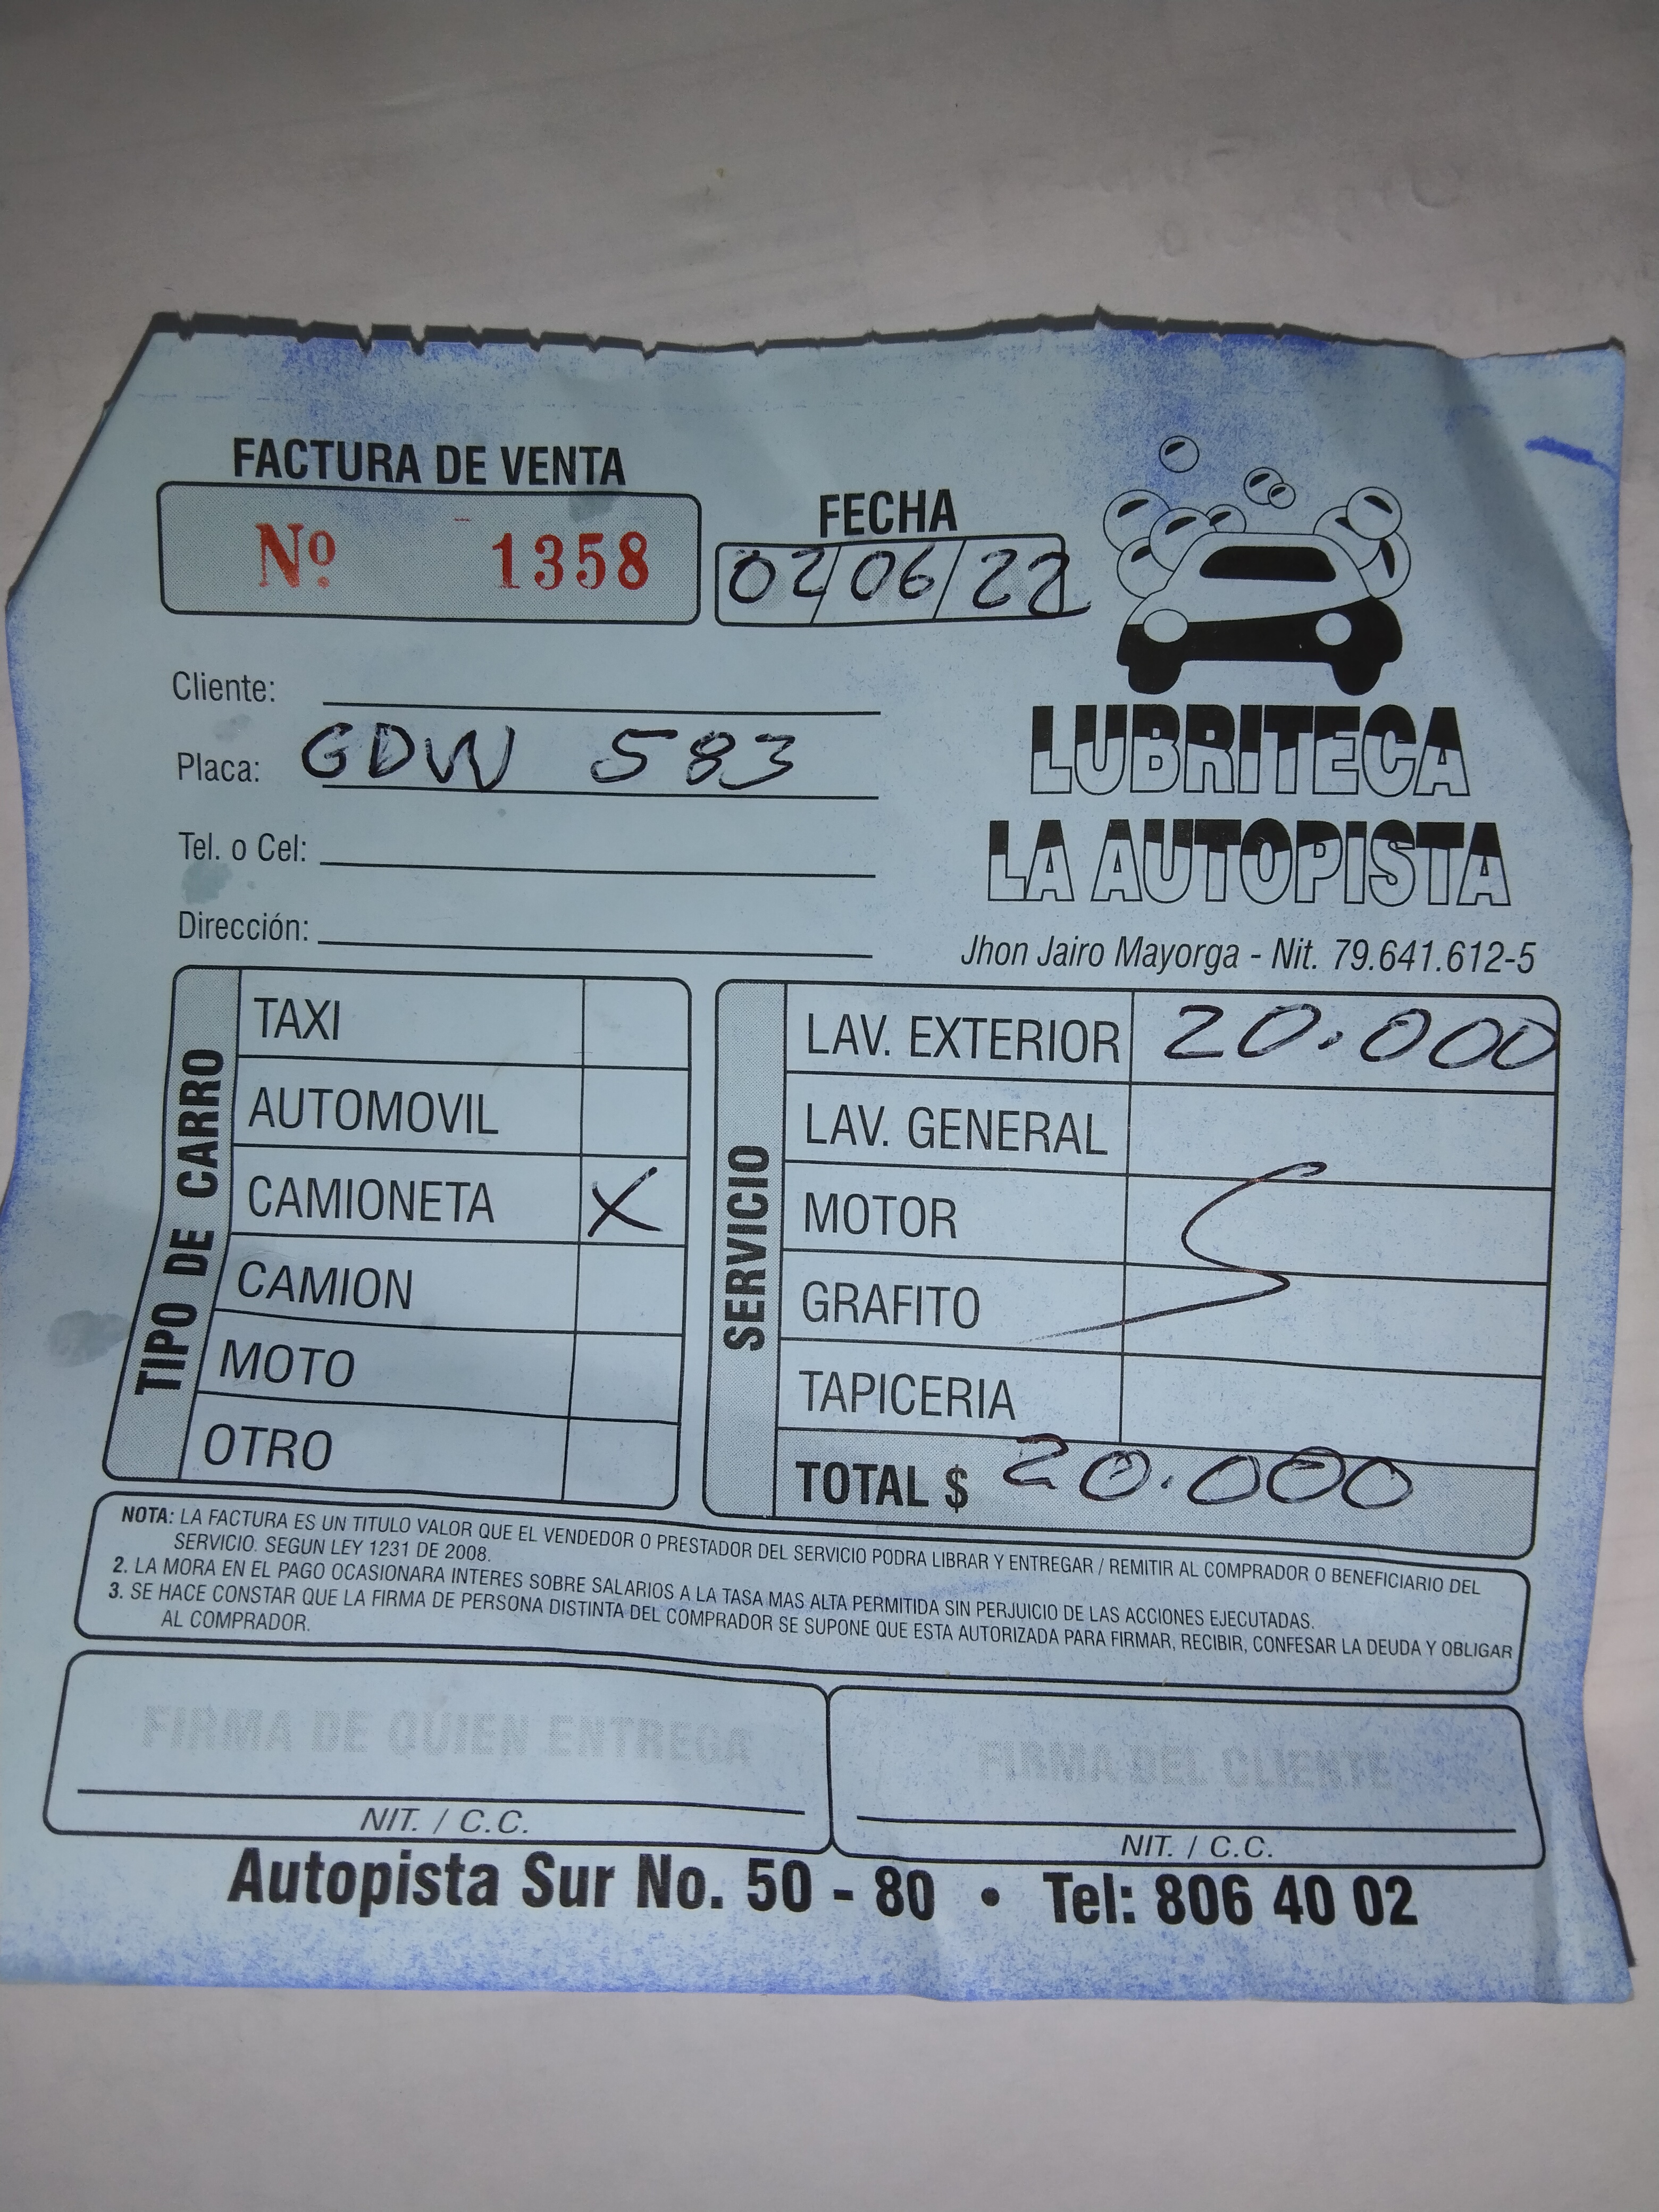 FACTURA DE VENTA
Nº 1358
FECHA
02/06/22
LUBRITECA
LA AUTOPISTA
Jhon Jairo Mayorga - Nit. 79.641.612-5
Cliente:
Placa: GDW 583
Tel. o Cel:
Dirección:
TIPO DE CARRO
TAXI
AUTOMOVIL
CAMIONETA X
CAMION
MOTO
OTRO
SERVICIO
LAV. EXTERIOR 20.000
LAV. GENERAL
MOTOR
GRAFITO
TAPICERIA
TOTAL $ 20.000
NOTA: LA FACTURA ES UN TITULO VALOR QUE EL VENDEDOR O PRESTADOR DEL SERVICIO PODRA LIBRAR Y ENTREGAR / REMITIR AL COMPRADOR O BENEFICIARIO DEL
SERVICIO. SEGUN LEY 1231 DE 2008.
2. LA MORA EN EL PAGO OCASIONARA INTERES SOBRE SALARIOS A LA TASA MAS ALTA PERMITIDA SIN PERJUICIO DE LAS ACCIONES EJECUTADAS.
3. SE HACE CONSTAR QUE LA FIRMA DE PERSONA DISTINTA DEL COMPRADOR SE SUPONE QUE ESTA AUTORIZADA PARA FIRMAR, RECIBIR, CONFESAR LA DEUDA Y OBLIGAR
AL COMPRADOR.
FIRMA DE QUIEN ENTREGA
NIT. / C.C.
FIRMA DEL CLIENTE
NIT. / C.C.
Autopista Sur No. 50 - 80 • Tel: 806 40 02